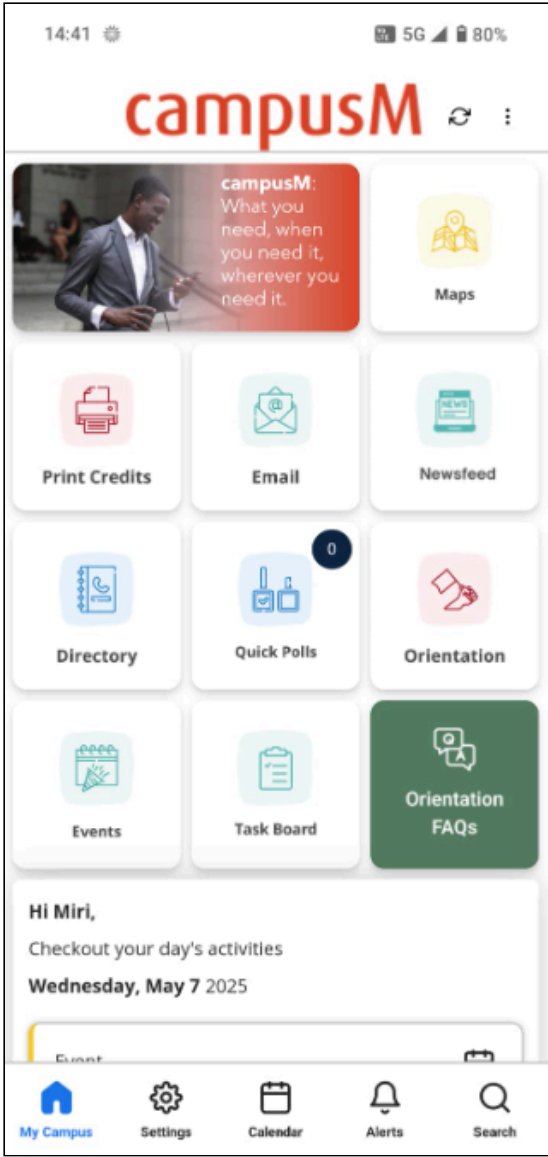 14:41
5G 80%
campusM
campusM:
What you
need, when
you need it,
wherever you
need it.
Maps
Print Credits
@
Email
NEWS
Newsfeed
Directory
0
Quick Polls
Orientation
Events
Task Board
Q
A
Orientation
FAQs
Hi Miri,
Checkout your day's activities
Wednesday, May 7 2025
Event
My Campus
Settings
Calendar
Alerts
Search